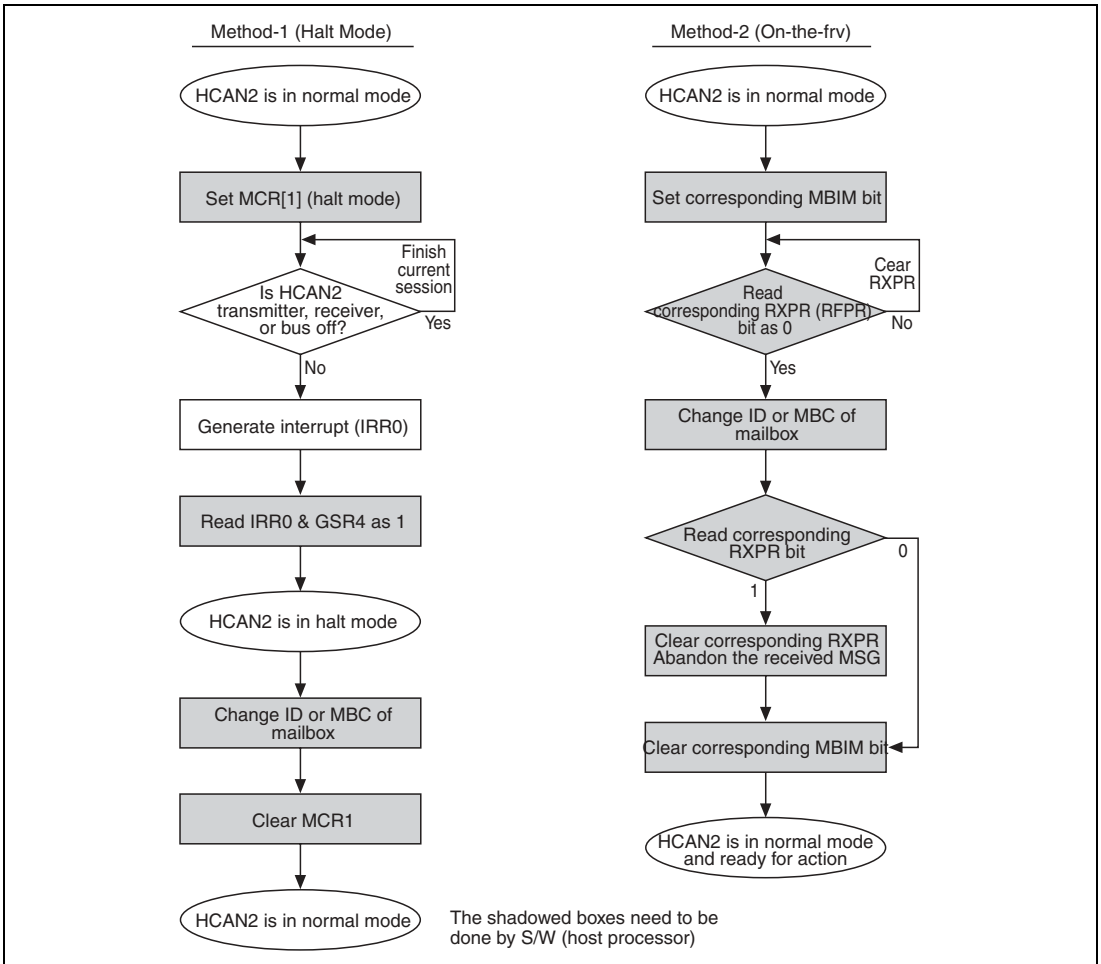 Method-1 (Halt Mode)
HCAN2 is in normal mode
Set MCR[1] (halt mode)
Finish
current
session
Is HCAN2
transmitter, receiver,
or bus off?
Yes
No
Generate interrupt (IRR0)
Read IRR0 & GSR4 as 1
HCAN2 is in halt mode
Change ID or MBC of
mailbox
Clear MCR1
HCAN2 is in normal mode
Method-2 (On-the-frv)
HCAN2 is in normal mode
Set corresponding MBIM bit
Cear
RXPR
Read
corresponding RXPR (RFPR)
bit as 0
No
Yes
Change ID or MBC of
mailbox
Read corresponding
RXPR bit
0
1
Clear corresponding RXPR
Abandon the received MSG
Clear corresponding MBIM bit
HCAN2 is in normal mode
and ready for action
The shadowed boxes need to be
done by S/W (host processor)